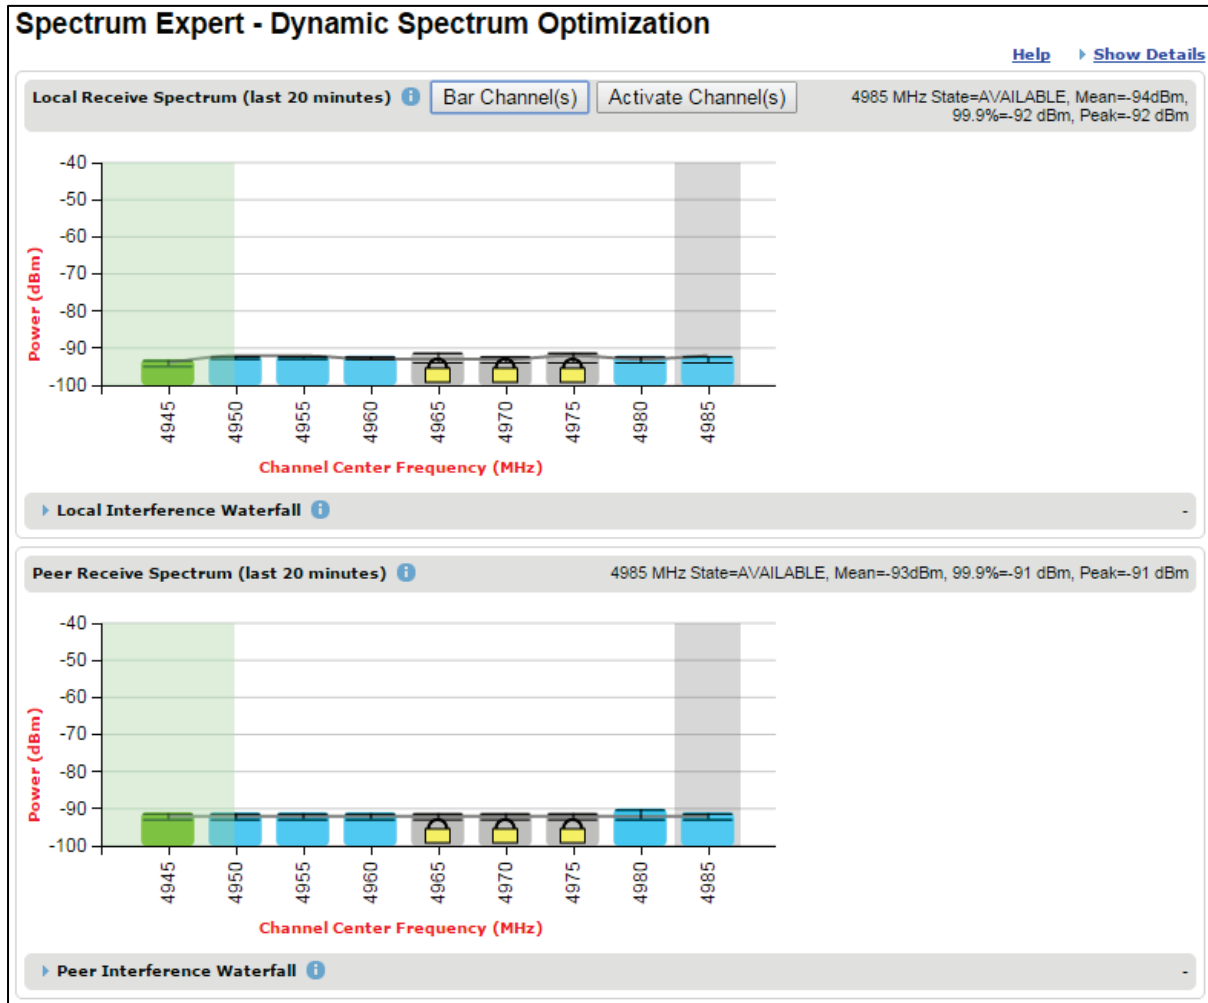 Spectrum Expert - Dynamic Spectrum Optimization
Help Show Details
Local Receive Spectrum (last 20 minutes) i Bar Channel(s) Activate Channel(s) 4985 MHz State=AVAILABLE, Mean=-94dBm,
99.9%=-92 dBm, Peak=-92 dBm
-40
-50
-60
-70
-80
-90
-100
Power (dBm)
4945 4950 4955 4960 4965 4970 4975 4980 4985
Channel Center Frequency (MHz)
Local Interference Waterfall i -
Peer Receive Spectrum (last 20 minutes) i 4985 MHz State=AVAILABLE, Mean=-93dBm, 99.9%=-91 dBm, Peak=-91 dBm
-40
-50
-60
-70
-80
-90
-100
Power (dBm)
4945 4950 4955 4960 4965 4970 4975 4980 4985
Channel Center Frequency (MHz)
Peer Interference Waterfall i -